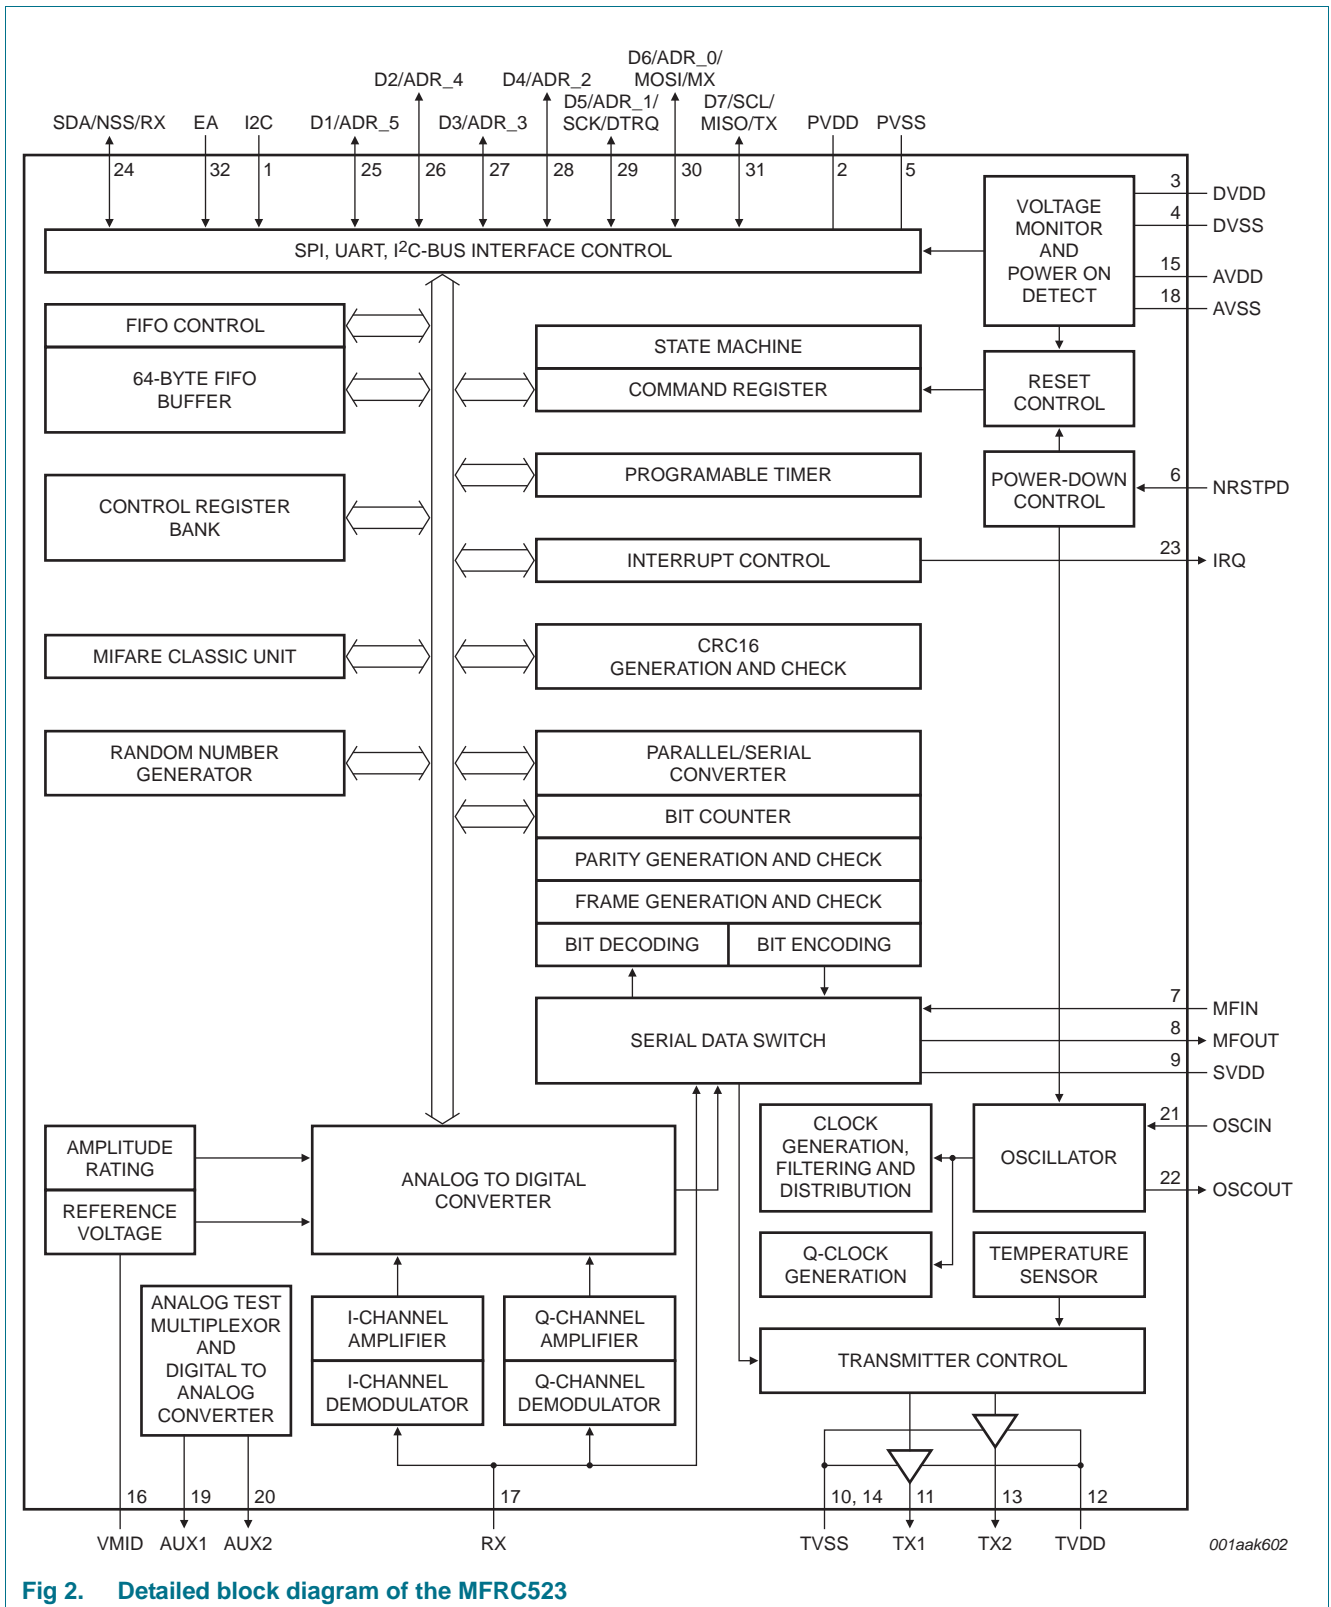 D6/ADR_0/
MOSI/MX
D2/ADR_4
D4/ADR_2
D5/ADR_1/
SCK/DTRQ
D7/SCL/
MISO/TX
SDA/NSS/RX
EA
I2C
D1/ADR_5
D3/ADR_3
PVDD
PVSS
24
32
1
25
26
27
28
29
30
31
2
5
3
DVDD
4
DVSS
15
AVDD
18
AVSS
VOLTAGE
MONITOR
AND
POWER ON
DETECT
SPI, UART, I2C-BUS INTERFACE CONTROL
FIFO CONTROL
64-BYTE FIFO
BUFFER
STATE MACHINE
COMMAND REGISTER
RESET
CONTROL
CONTROL REGISTER
BANK
PROGRAMABLE TIMER
POWER-DOWN
CONTROL
6
NRSTPD
INTERRUPT CONTROL
23
IRQ
MIFARE CLASSIC UNIT
CRC16
GENERATION AND CHECK
RANDOM NUMBER
GENERATOR
PARALLEL/SERIAL
CONVERTER
BIT COUNTER
PARITY GENERATION AND CHECK
FRAME GENERATION AND CHECK
BIT DECODING
BIT ENCODING
SERIAL DATA SWITCH
7
MFIN
8
MFOUT
9
SVDD
AMPLITUDE
RATING
REFERENCE
VOLTAGE
ANALOG TO DIGITAL
CONVERTER
CLOCK
GENERATION,
FILTERING AND
DISTRIBUTION
OSCILLATOR
21
OSCIN
22
OSCOUT
Q-CLOCK
GENERATION
TEMPERATURE
SENSOR
ANALOG TEST
MULTIPLEXOR
AND
DIGITAL TO
ANALOG
CONVERTER
I-CHANNEL
AMPLIFIER
I-CHANNEL
DEMODULATOR
Q-CHANNEL
AMPLIFIER
Q-CHANNEL
DEMODULATOR
TRANSMITTER CONTROL
16
19
20
17
10, 14
11
13
12
VMID
AUX1
AUX2
RX
TVSS
TX1
TX2
TVDD
001aak602
Fig 2. Detailed block diagram of the MFRC523